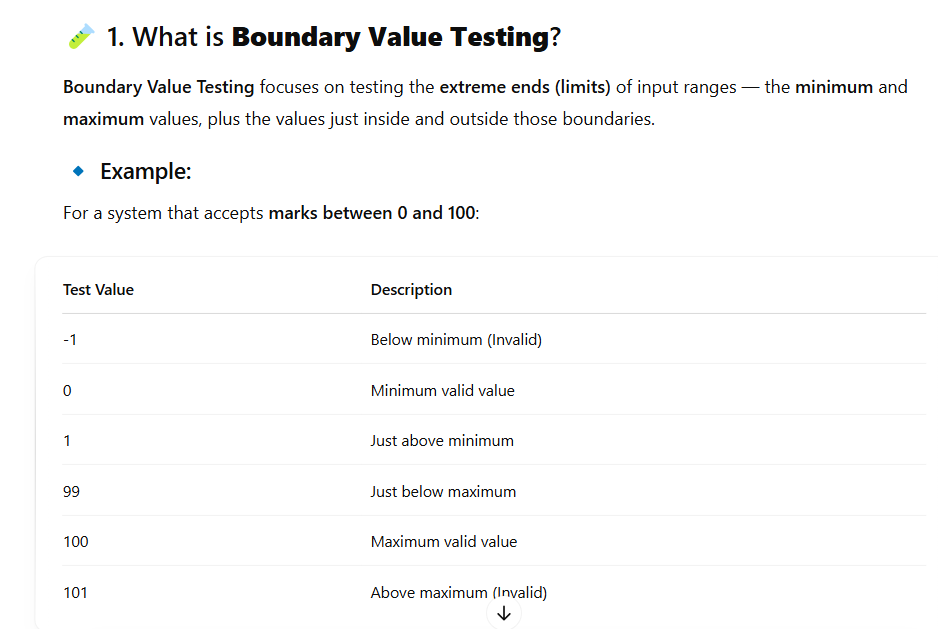 🧪 1. What is Boundary Value Testing?
Boundary Value Testing focuses on testing the extreme ends (limits) of input ranges — the minimum and
maximum values, plus the values just inside and outside those boundaries.
🔹 Example:
For a system that accepts marks between 0 and 100:
Test Value Description
-1 Below minimum (Invalid)
0 Minimum valid value
1 Just above minimum
99 Just below maximum
100 Maximum valid value
101 Above maximum (Invalid)